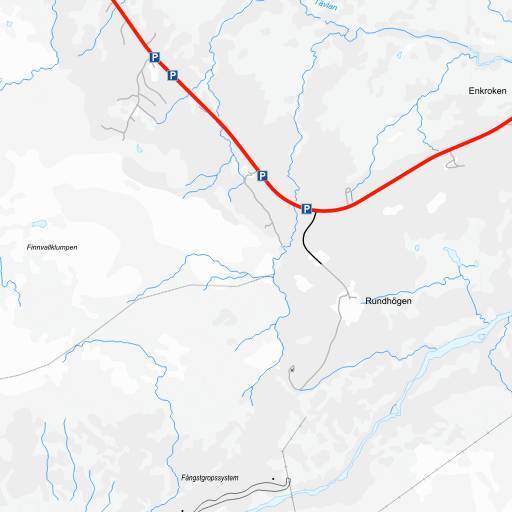 Tävlan
Enkroken
P
P
P
P
Finnvallklumpen
Rundhögen
Fångstgropssystem